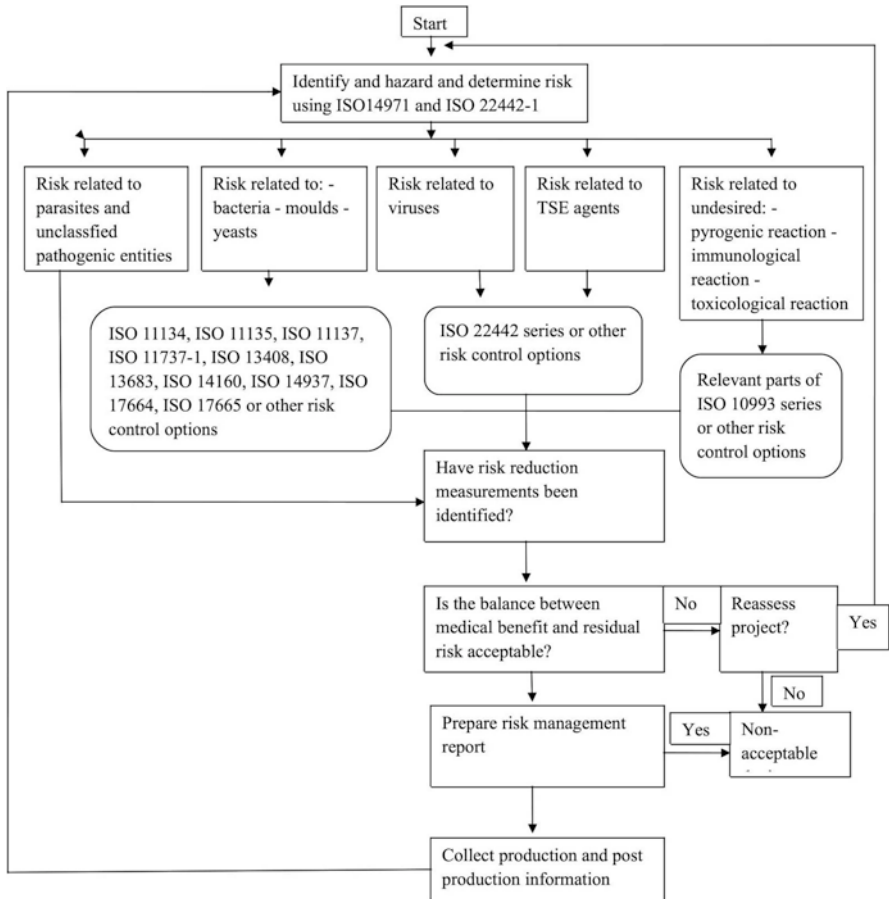 Start
Identify and hazard and determine risk
using ISO14971 and ISO 22442-1
Risk related to
parasites and
unclassfied
pathogenic entities
Risk related to: -
bacteria - moulds -
yeasts
Risk related to
viruses
Risk related to
TSE agents
Risk related to
undesired: -
pyrogenic reaction -
immunological
reaction -
toxicological reaction
ISO 11134, ISO 11135, ISO 11137,
ISO 11737-1, ISO 13408, ISO
13683, ISO 14160, ISO 14937, ISO
17664, ISO 17665 or other risk
control options
ISO 22442 series or other
risk control options
Relevant parts of
ISO 10993 series
or other risk
control options
Have risk reduction
measurements been
identified?
Is the balance between
medical benefit and residual
risk acceptable?
No
Reassess
project?
Yes
No
Prepare risk management
report
Yes
Non-
acceptable
Collect production and post
production information